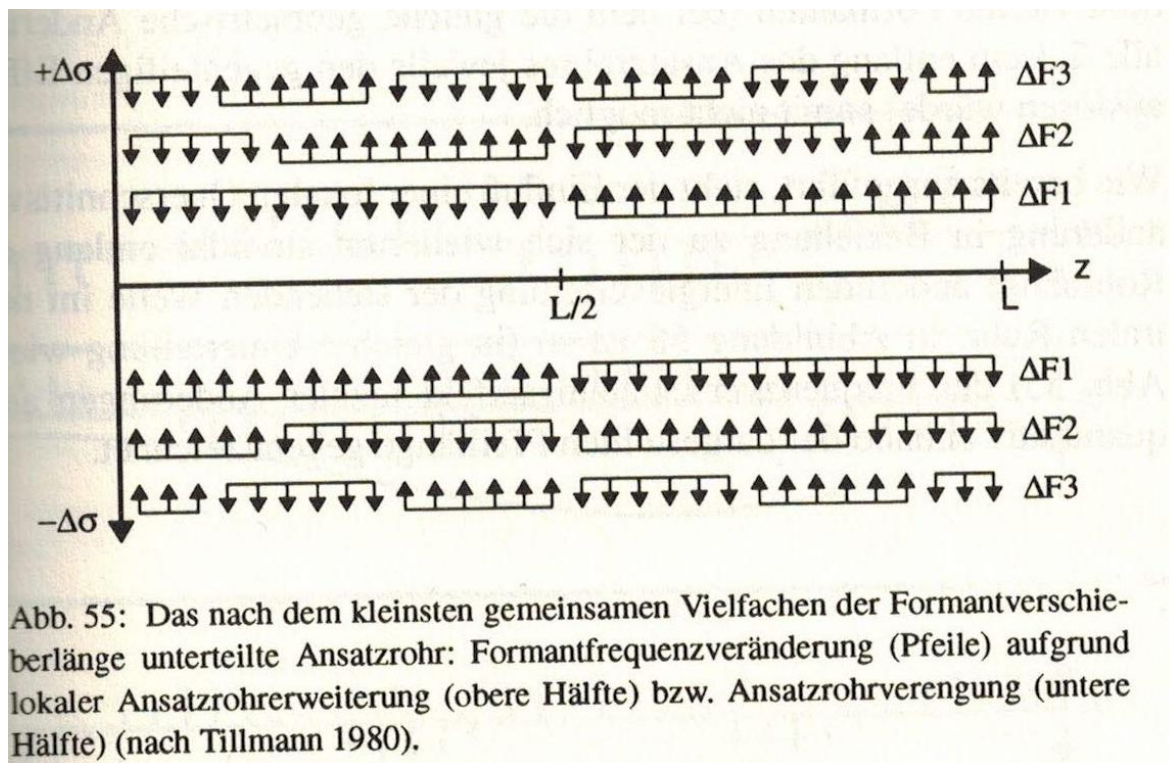 +Δσ
ΔF3
ΔF2
ΔF1
z
L/2
L
ΔF1
ΔF2
ΔF3
−Δσ
Abb. 55: Das nach dem kleinsten gemeinsamen Vielfachen der Formantverschie-
berlänge unterteilte Ansatzrohr: Formantfrequenzveränderung (Pfeile) aufgrund
lokaler Ansatzrohrerweiterung (obere Hälfte) bzw. Ansatzrohrverengung (untere
Hälfte) (nach Tillmann 1980).